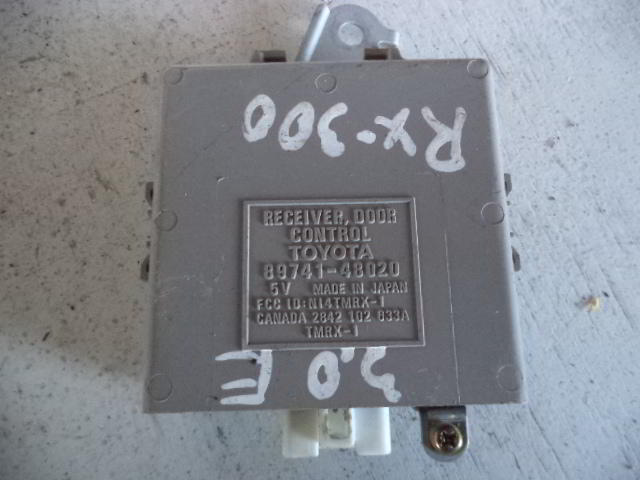 Rx-300
RECEIVER, DOOR
CONTROL
TOYOTA
89741-48020
5V MADE IN JAPAN
FCC ID:N14TMRX-1
CANADA 2842 102 833A
TMRX-1
3,0 E